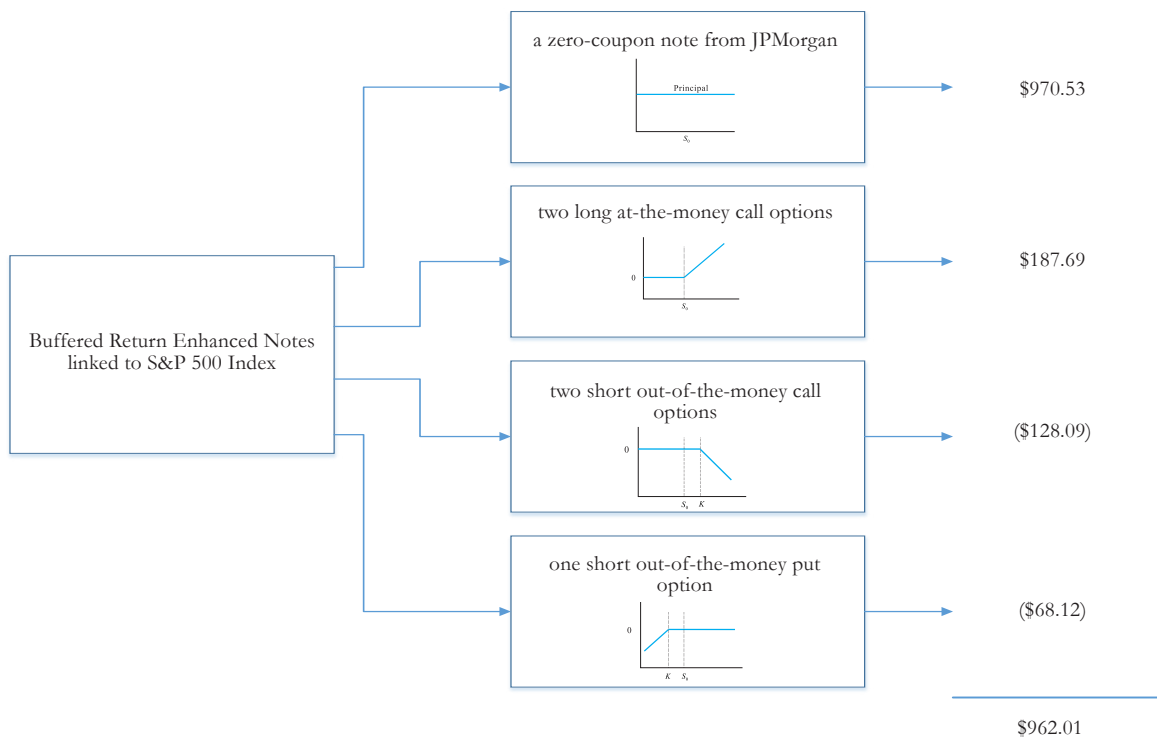 a zero-coupon note from JPMorgan
Principal
S₀
$970.53
two long at-the-money call options
0
S₀
$187.69
Buffered Return Enhanced Notes
linked to S&P 500 Index
two short out-of-the-money call
options
0
S₀ K
($128.09)
one short out-of-the-money put
option
0
K S₀
($68.12)
$962.01